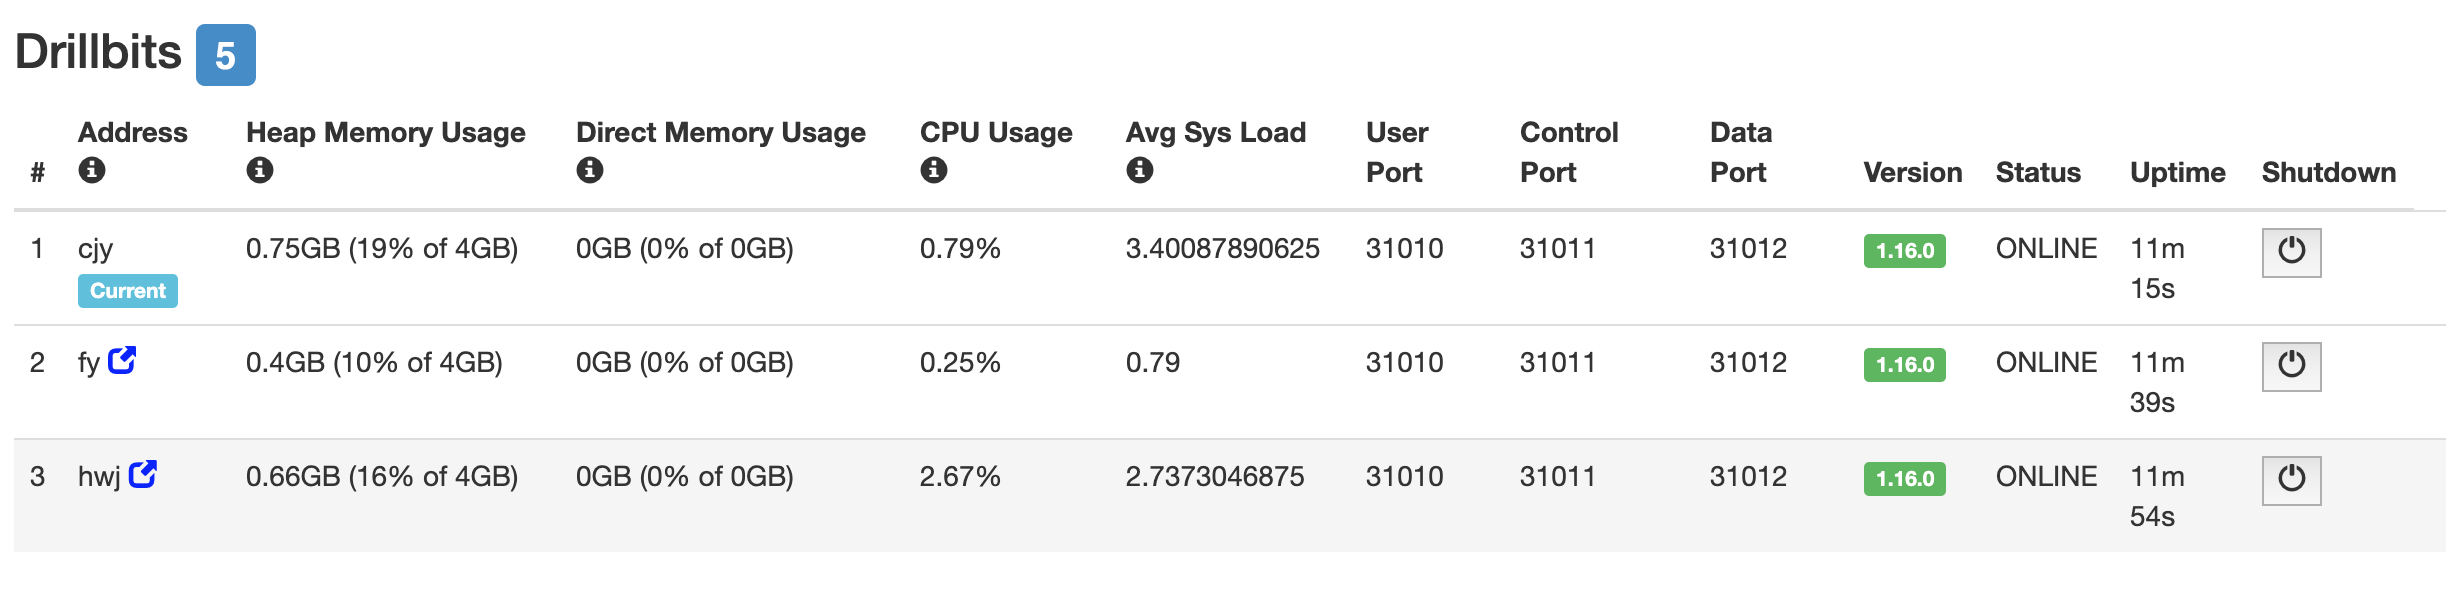 Drillbits 5
# Address Heap Memory Usage Direct Memory Usage CPU Usage Avg Sys Load User Port Control Port Data Port Version Status Uptime Shutdown
1 cjy Current 0.75GB (19% of 4GB) 0GB (0% of 0GB) 0.79% 3.40087890625 31010 31011 31012 1.16.0 ONLINE 11m 15s
2 fy 0.4GB (10% of 4GB) 0GB (0% of 0GB) 0.25% 0.79 31010 31011 31012 1.16.0 ONLINE 11m 39s
3 hwj 0.66GB (16% of 4GB) 0GB (0% of 0GB) 2.67% 2.7373046875 31010 31011 31012 1.16.0 ONLINE 11m 54s